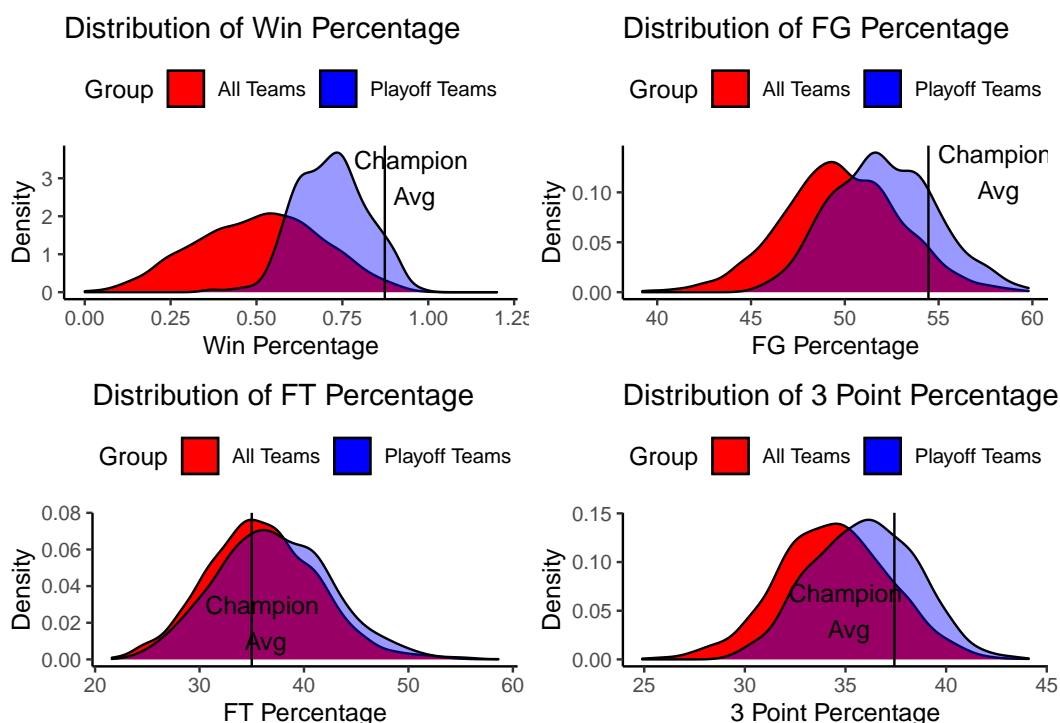 Distribution of Win Percentage
Group All Teams Playoff Teams
Density
3
2
1
0
Champion
Avg
0.00 0.25 0.50 0.75 1.00 1.25
Win Percentage
Distribution of FG Percentage
Group All Teams Playoff Teams
Density
0.10
0.05
0.00
Champion
Avg
40 45 50 55 60
FG Percentage
Distribution of FT Percentage
Group All Teams Playoff Teams
Density
0.08
0.06
0.04
0.02
0.00
Champion
Avg
20 30 40 50 60
FT Percentage
Distribution of 3 Point Percentage
Group All Teams Playoff Teams
Density
0.15
0.10
0.05
0.00
Champion
Avg
25 30 35 40 45
3 Point Percentage